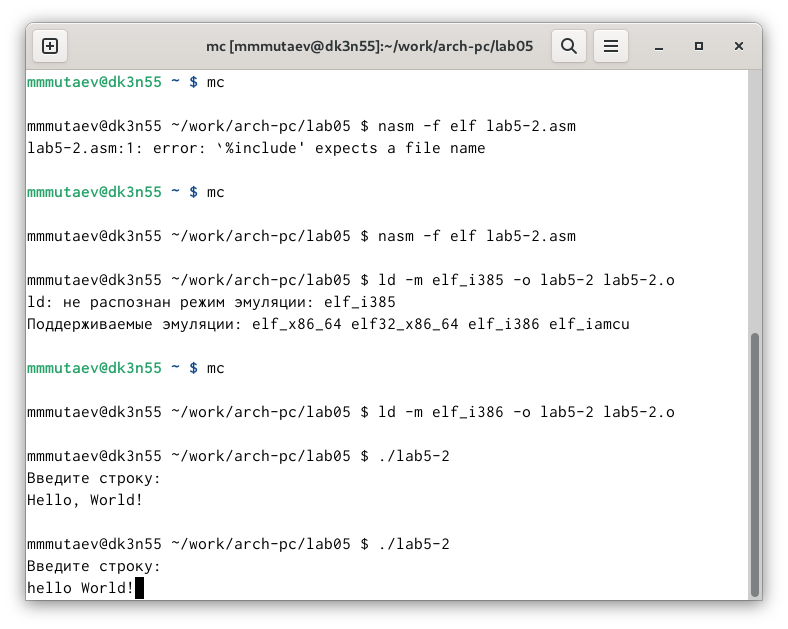 mc [mmmutaev@dk3n55]:~/work/arch-pc/lab05
mmmutaev@dk3n55 ~ $ mc
mmmutaev@dk3n55 ~/work/arch-pc/lab05 $ nasm -f elf lab5-2.asm
lab5-2.asm:1: error: `%include' expects a file name
mmmutaev@dk3n55 ~ $ mc
mmmutaev@dk3n55 ~/work/arch-pc/lab05 $ nasm -f elf lab5-2.asm
mmmutaev@dk3n55 ~/work/arch-pc/lab05 $ ld -m elf_i385 -o lab5-2 lab5-2.o
ld: не распознан режим эмуляции: elf_i385
Поддерживаемые эмуляции: elf_x86_64 elf32_x86_64 elf_i386 elf_iamcu
mmmutaev@dk3n55 ~ $ mc
mmmutaev@dk3n55 ~/work/arch-pc/lab05 $ ld -m elf_i386 -o lab5-2 lab5-2.o
mmmutaev@dk3n55 ~/work/arch-pc/lab05 $ ./lab5-2
Введите строку:
Hello, World!
mmmutaev@dk3n55 ~/work/arch-pc/lab05 $ ./lab5-2
Введите строку:
hello World!